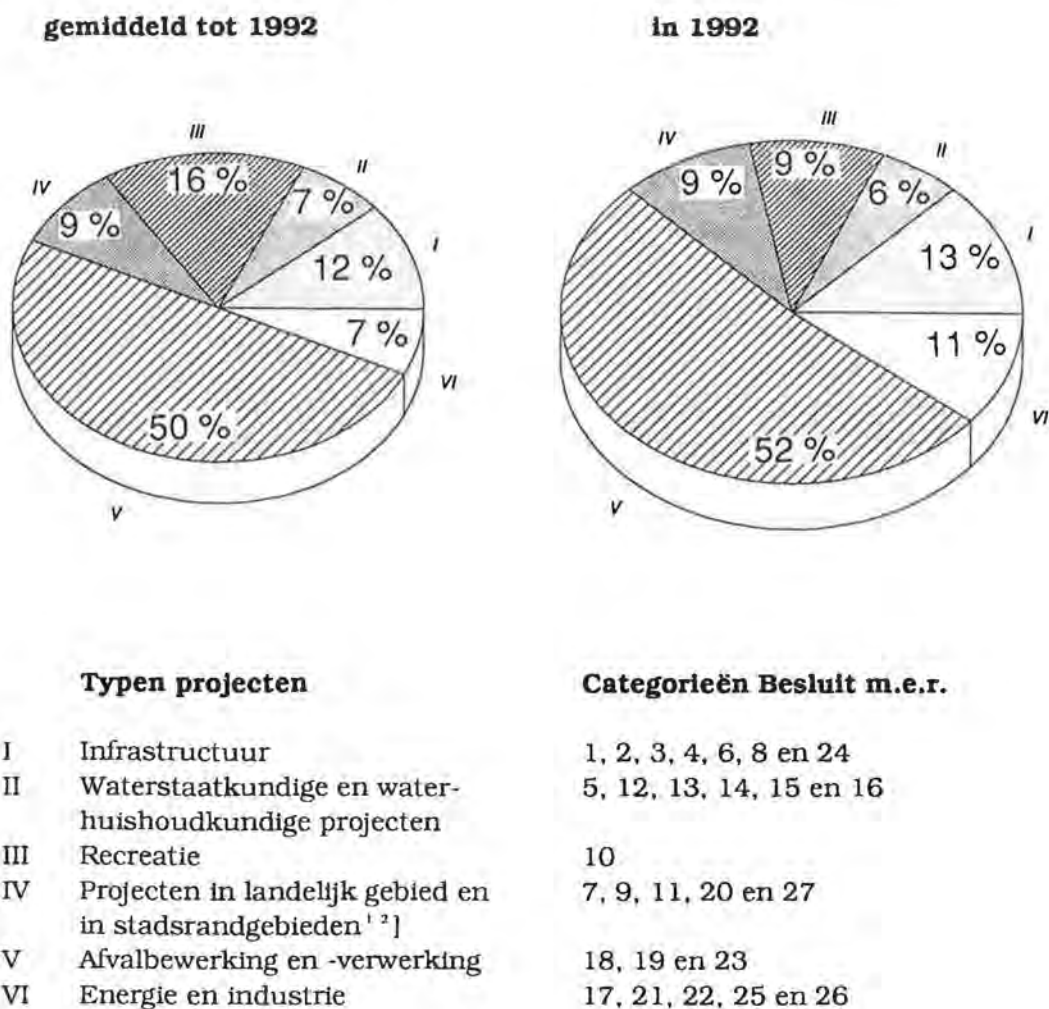 gemiddeld tot 1992
in 1992
III
16 %
II
7 %
IV
9 %
I
12 %
7 %
VI
50 %
V
III
9 %
IV
9 %
II
6 %
I
13 %
11 %
VI
52 %
V
Typen projecten Categorieën Besluit m.e.r.
I Infrastructuur 1, 2, 3, 4, 6, 8 en 24
II Waterstaatkundige en water- 5, 12, 13, 14, 15 en 16
huishoudkundige projecten
III Recreatie 10
IV Projecten in landelijk gebied en 7, 9, 11, 20 en 27
in stadsrandgebieden ¹ ²]
V Afvalbewerking en -verwerking 18, 19 en 23
VI Energie en industrie 17, 21, 22, 25 en 26